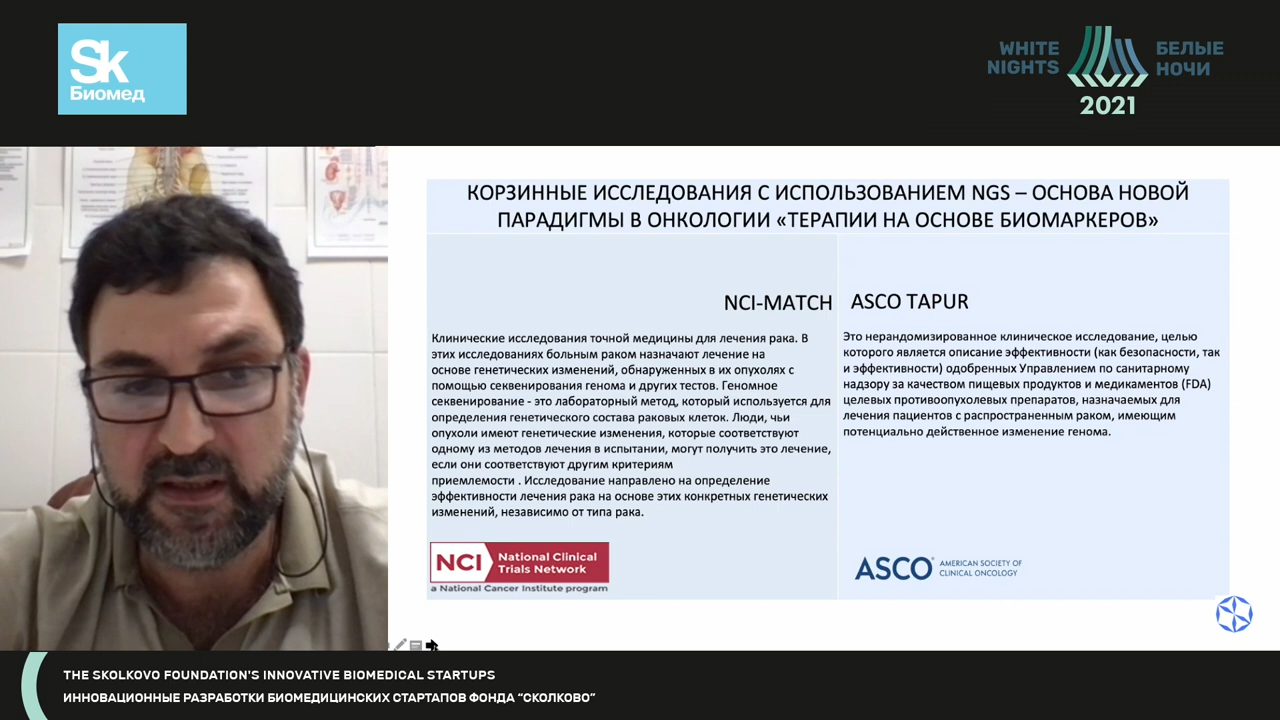 Sk
Биомед
WHITE
NIGHTS
БЕЛЫЕ
НОЧИ
2021
КОРЗИННЫЕ ИССЛЕДОВАНИЯ С ИСПОЛЬЗОВАНИЕМ NGS – ОСНОВА НОВОЙ
ПАРАДИГМЫ В ОНКОЛОГИИ «ТЕРАПИИ НА ОСНОВЕ БИОМАРКЕРОВ»
NCI-MATCH
Клинические исследования точной медицины для лечения рака. В
этих исследованиях больным раком назначают лечение на
основе генетических изменений, обнаруженных в их опухолях с
помощью секвенирования генома и других тестов. Геномное
секвенирование - это лабораторный метод, который используется для
определения генетического состава раковых клеток. Люди, чьи
опухоли имеют генетические изменения, которые соответствуют
одному из методов лечения в испытании, могут получить это лечение,
если они соответствуют другим критериям
приемлемости . Исследование направлено на определение
эффективности лечения рака на основе этих конкретных генетических
изменений, независимо от типа рака.
NCI National Clinical
Trials Network
a National Cancer Institute program
ASCO TAPUR
Это нерандомизированное клиническое исследование, целью
которого является описание эффективности (как безопасности, так
и эффективности) одобренных Управлением по санитарному
надзору за качеством пищевых продуктов и медикаментов (FDA)
целевых противоопухолевых препаратов, назначаемых для
лечения пациентов с распространенным раком, имеющим
потенциально действенное изменение генома.
ASCO AMERICAN SOCIETY OF
CLINICAL ONCOLOGY
THE SKOLKOVO FOUNDATION'S INNOVATIVE BIOMEDICAL STARTUPS
ИННОВАЦИОННЫЕ РАЗРАБОТКИ БИОМЕДИЦИНСКИХ СТАРТАПОВ ФОНДА "СКОЛКОВО"